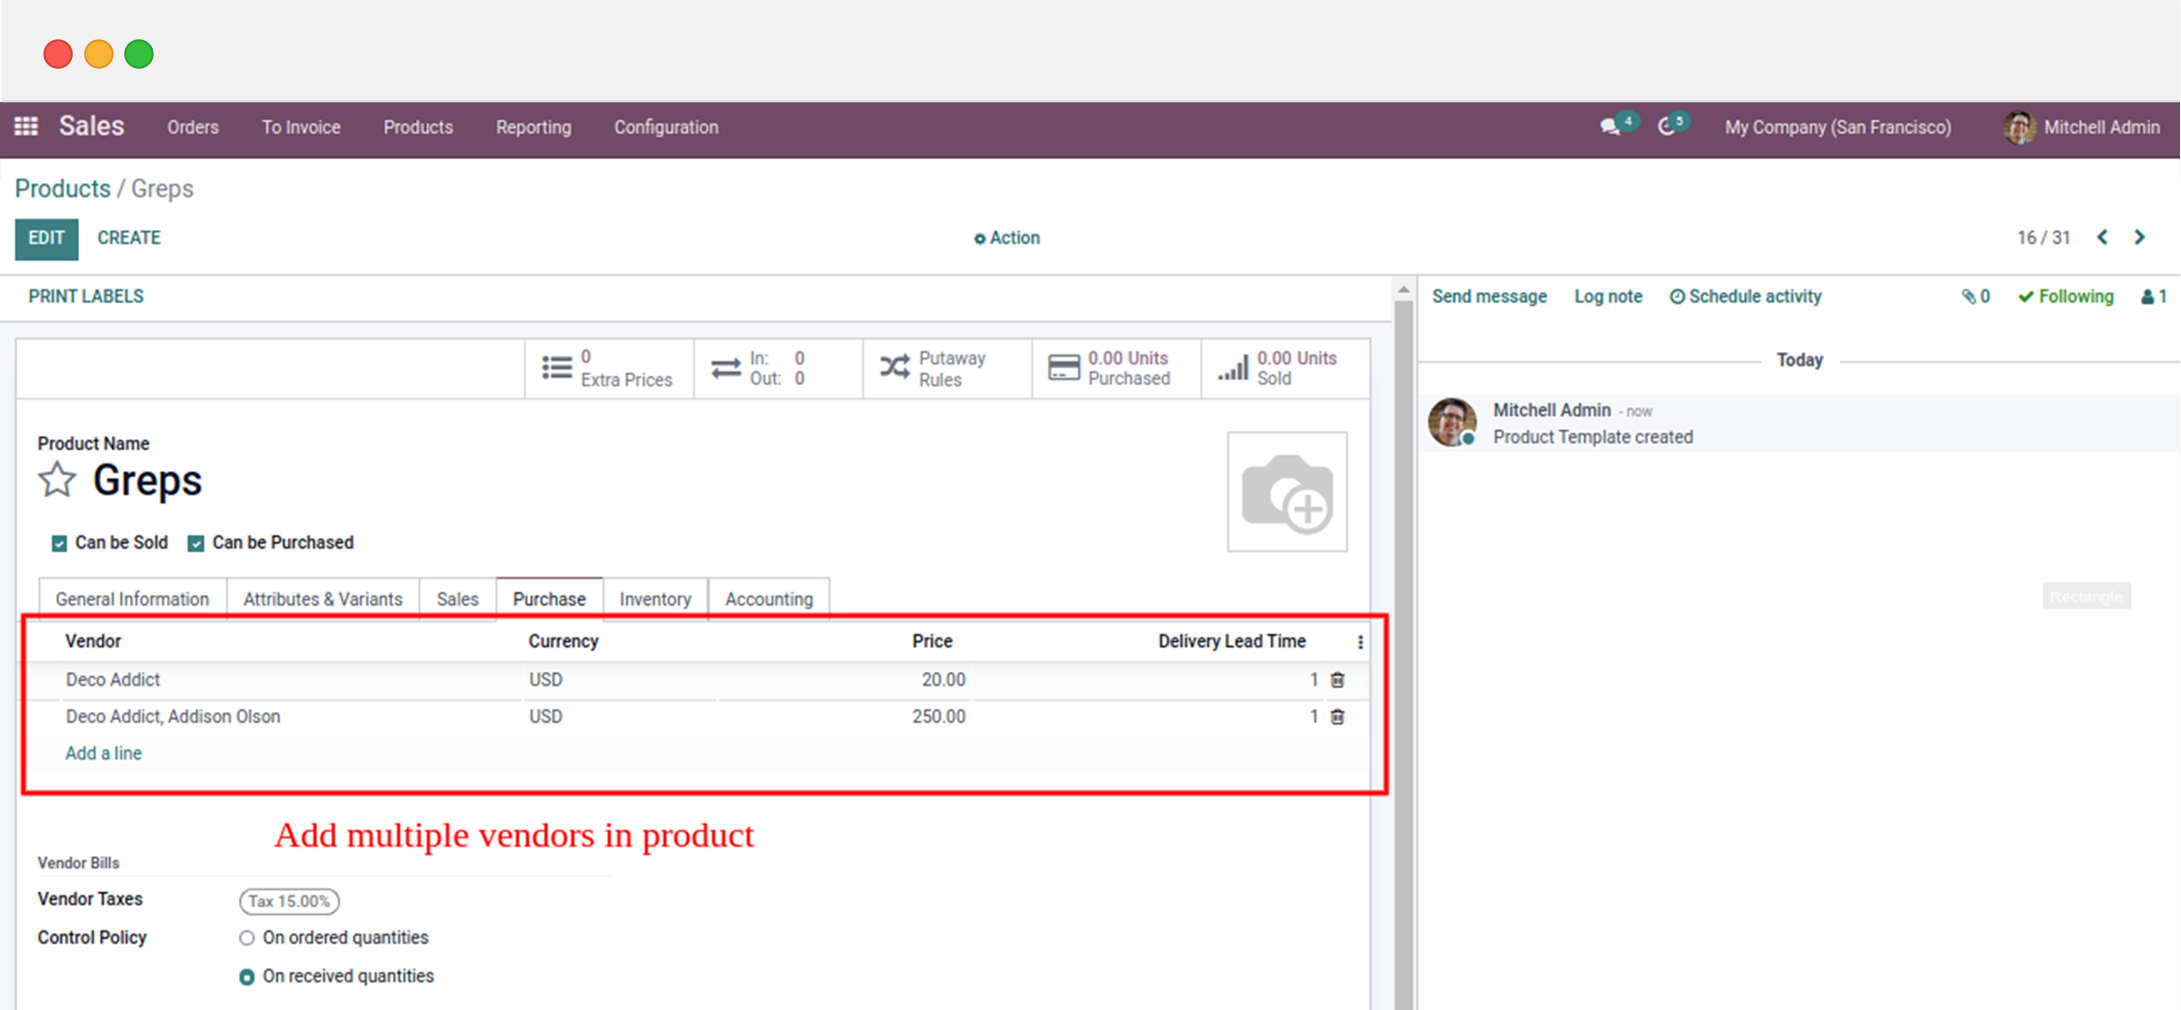 Sales Orders To Invoice Products Reporting Configuration 4 5 My Company (San Francisco) Mitchell Admin
Products / Greps
EDIT CREATE Action 16 / 31
PRINT LABELS
Send message Log note Schedule activity 0 Following 1
0
Extra Prices
In: 0
Out: 0
Putaway
Rules
0.00 Units
Purchased
0.00 Units
Sold
Today
Mitchell Admin - now
Product Template created
Product Name
Greps
Can be Sold Can be Purchased
General Information Attributes & Variants Sales Purchase Inventory Accounting
Rectangle
Vendor Currency Price Delivery Lead Time
Deco Addict USD 20.00 1
Deco Addict, Addison Olson USD 250.00 1
Add a line
Add multiple vendors in product
Vendor Bills
Vendor Taxes Tax 15.00%
Control Policy On ordered quantities
On received quantities